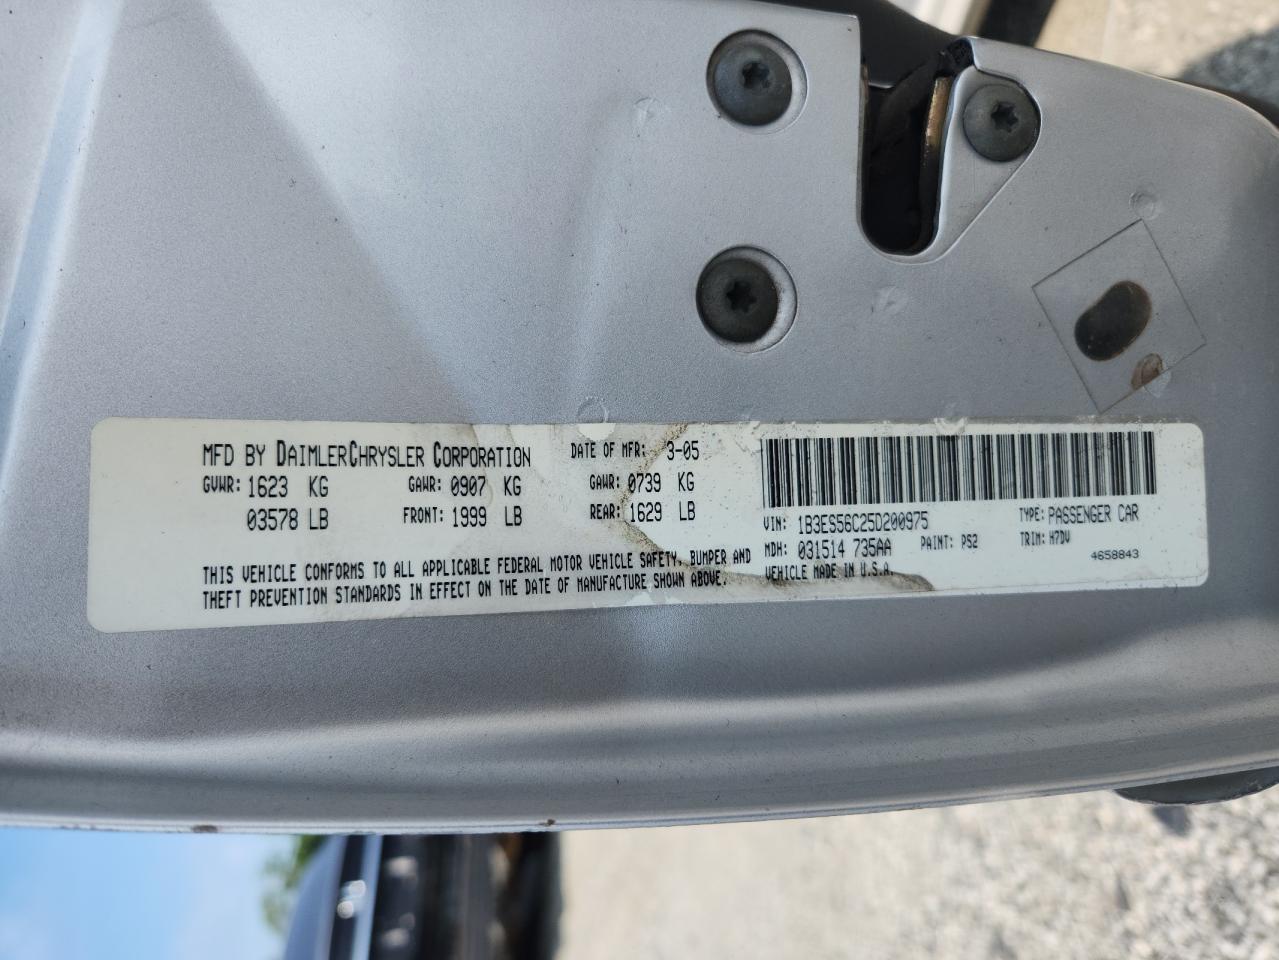 MFD BY DAIMLERCHRYSLER CORPORATION DATE OF MFR: 3-05
GVWR: 1623 KG GAWR: 0907 KG GAWR: 0739 KG
03578 LB FRONT: 1999 LB REAR: 1629 LB
THIS VEHICLE CONFORMS TO ALL APPLICABLE FEDERAL MOTOR VEHICLE SAFETY, BUMPER AND
THEFT PREVENTION STANDARDS IN EFFECT ON THE DATE OF MANUFACTURE SHOWN ABOVE.
VIN: 1B3ES56C25D200975 TYPE: PASSENGER CAR
MDH: 031514 735AA PAINT: PS2 TRIM: H7DV
VEHICLE MADE IN U.S.A. 4658843